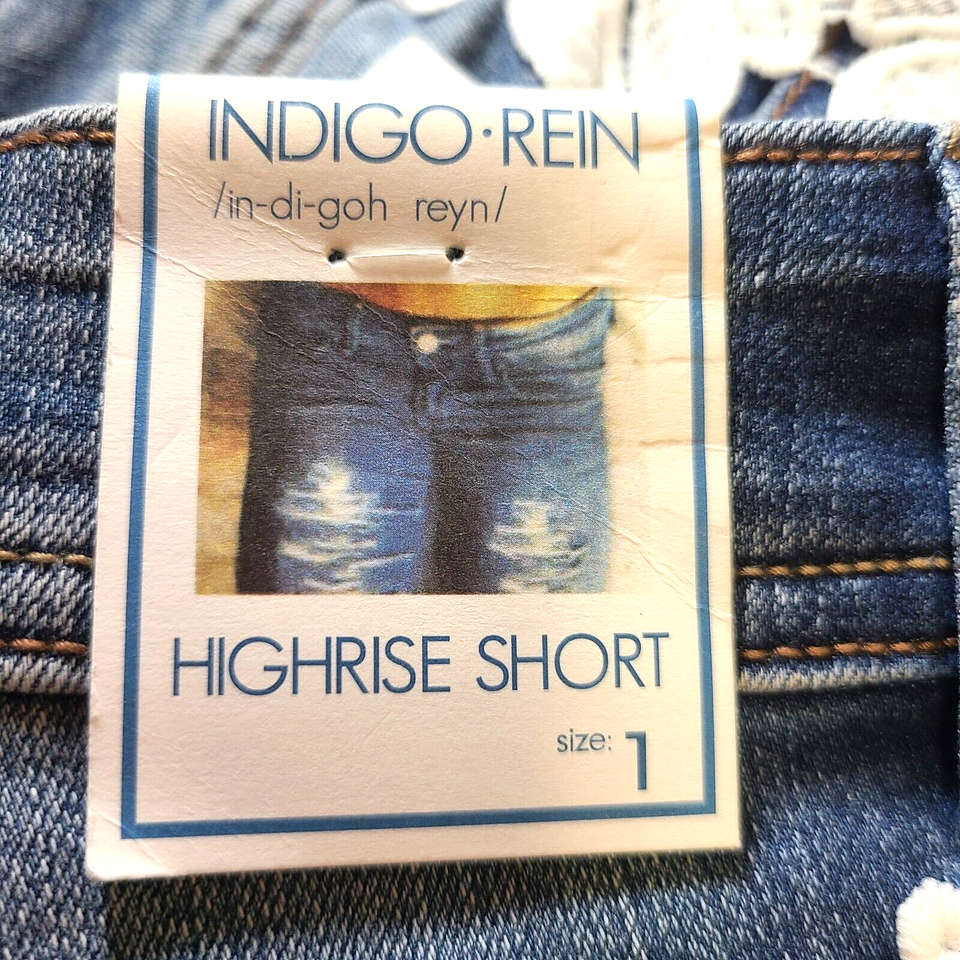 INDIGO·REIN
/in-di-goh reyn/
HIGHRISE SHORT
size: 1